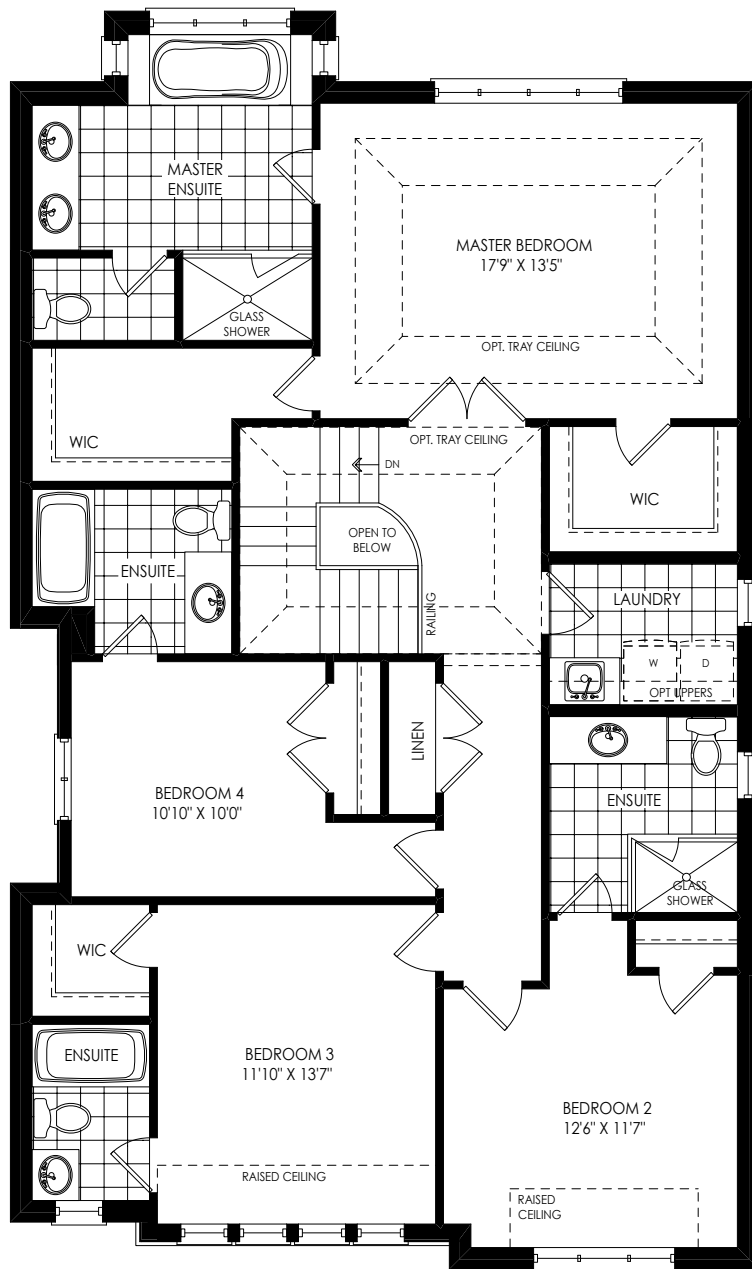 MASTER
ENSUITE
MASTER BEDROOM
17'9" X 13'5"
GLASS
SHOWER
OPT. TRAY CEILING
WIC
OPT. TRAY CEILING
DN
WIC
OPEN TO
BELOW
ENSUITE
LAUNDRY
RAILING
W
D
OPT UPPERS
LINEN
BEDROOM 4
10'10" X 10'0"
ENSUITE
GLASS
SHOWER
WIC
ENSUITE
BEDROOM 3
11'10" X 13'7"
BEDROOM 2
12'6" X 11'7"
RAISED CEILING
RAISED
CEILING